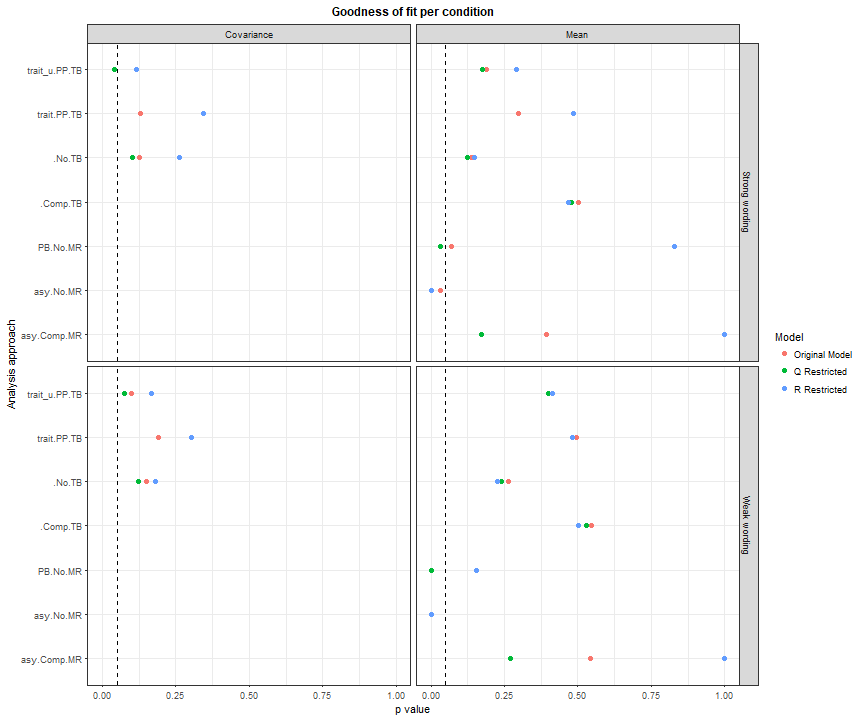 Goodness of fit per condition
Covariance
Mean
trait_u.PP.TB
trait.PP.TB
.No.TB
.Comp.TB
PB.No.MR
asy.No.MR
asy.Comp.MR
Strong wording
trait_u.PP.TB
trait.PP.TB
.No.TB
.Comp.TB
PB.No.MR
asy.No.MR
asy.Comp.MR
Weak wording
Analysis approach
0.00 0.25 0.50 0.75 1.00
0.00 0.25 0.50 0.75 1.00
p value
Model
Original Model
Q Restricted
R Restricted